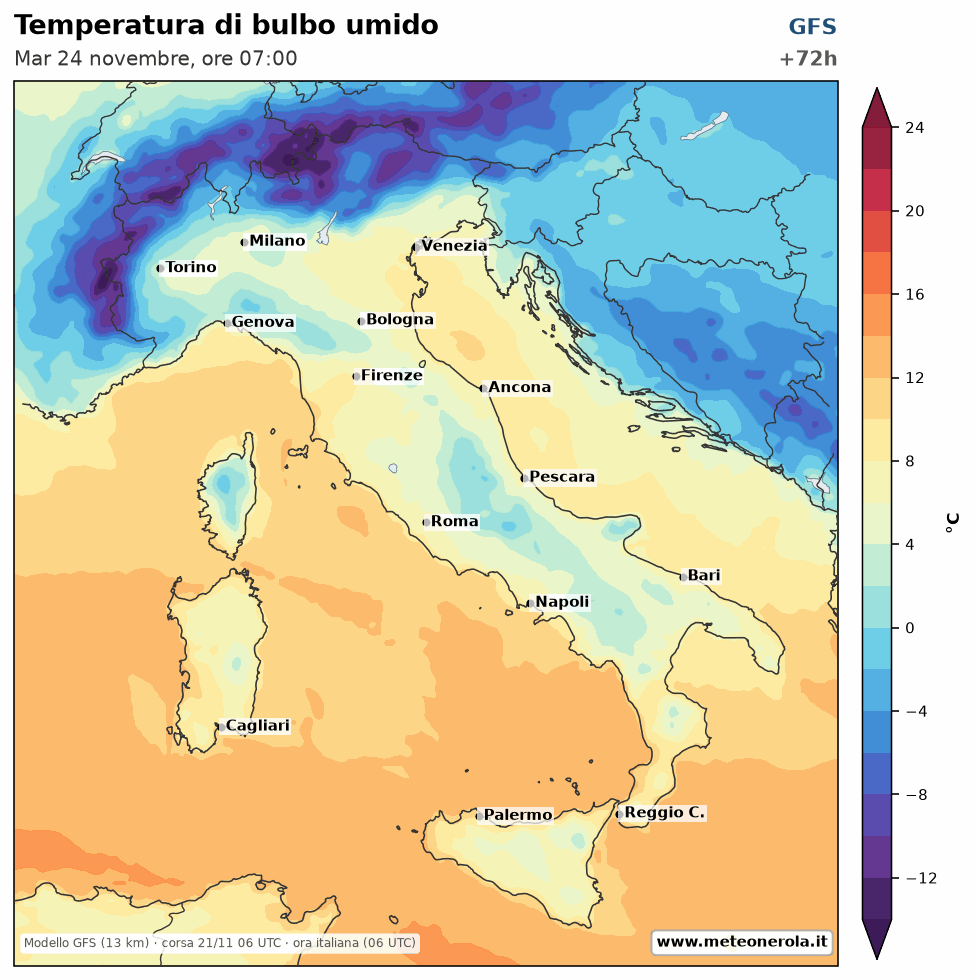 Temperatura di bulbo umido
GFS
Mar 24 novembre, ore 07:00
+72h
24
20
16
12
8
4
0
−4
−8
−12
°C
Milano
Venezia
Torino
Genova
Bologna
Firenze
Ancona
Pescara
Roma
Bari
Napoli
Cagliari
Palermo
Reggio C.
Modello GFS (13 km) · corsa 21/11 06 UTC · ora italiana (06 UTC)
www.meteonerola.it